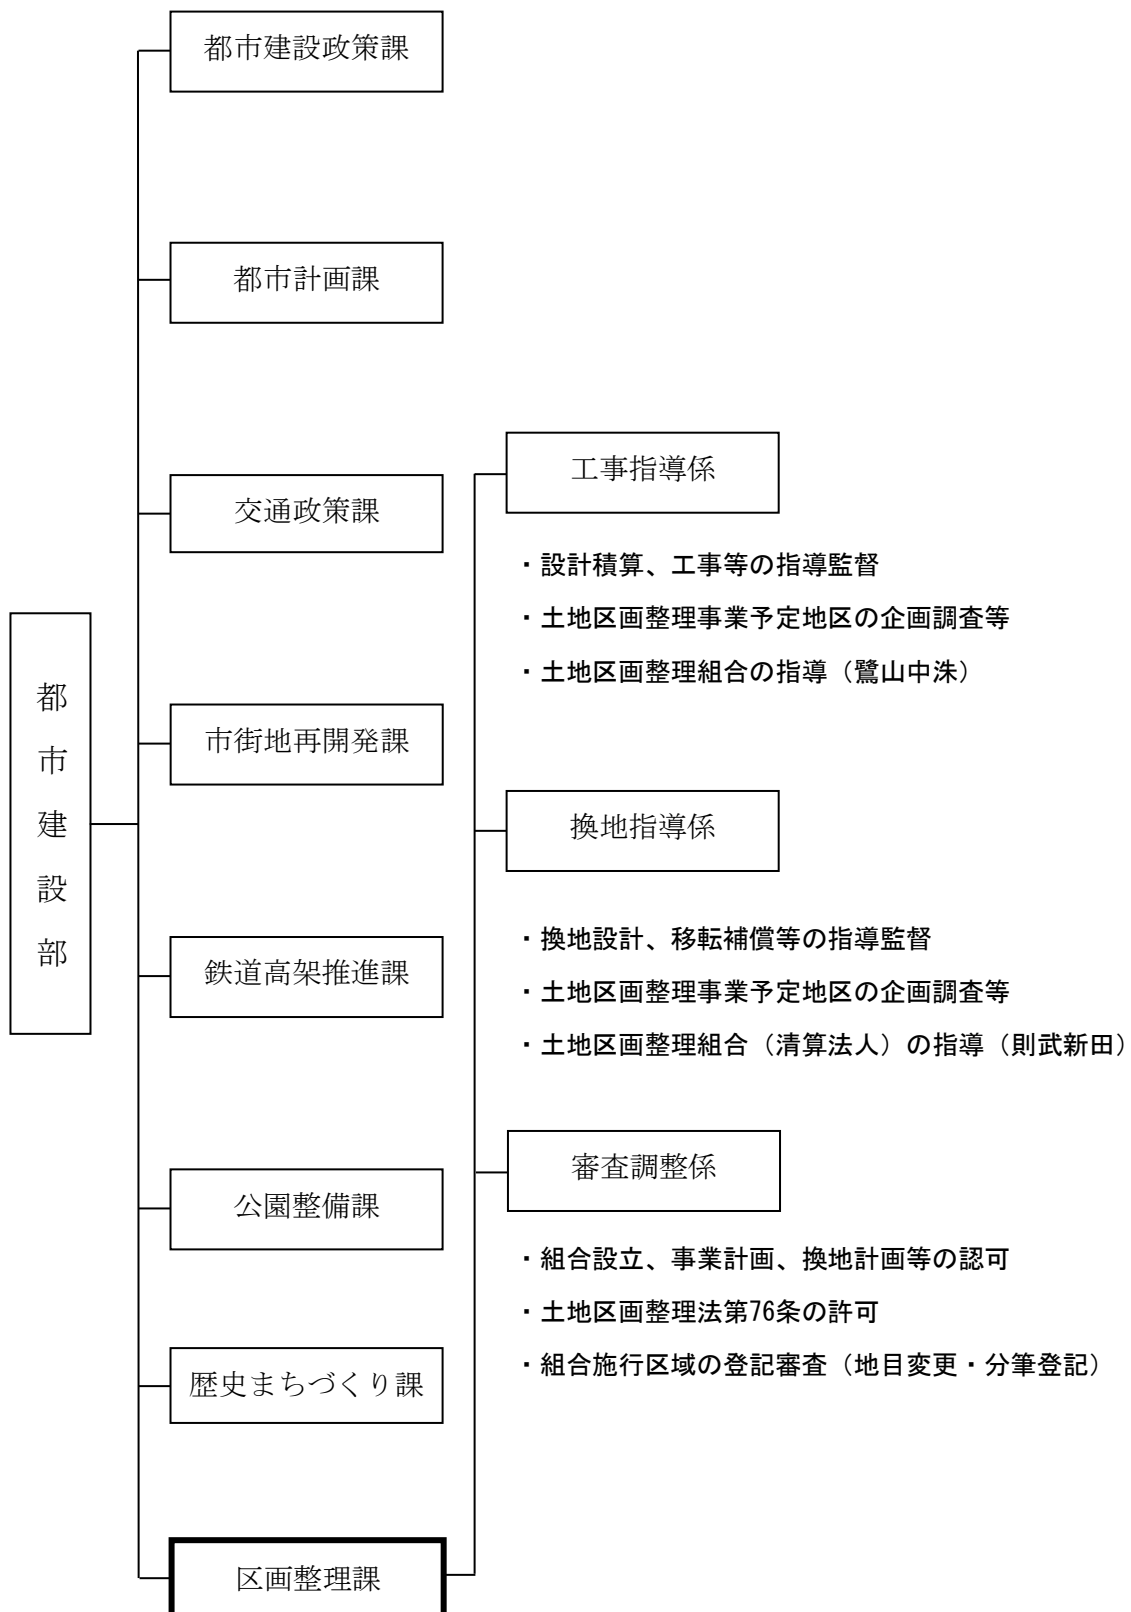 都市建設部
都市建設政策課
都市計画課
交通政策課
市街地再開発課
鉄道高架推進課
公園整備課
歴史まちづくり課
区画整理課
工事指導係
・設計積算、工事等の指導監督
・土地区画整理事業予定地区の企画調査等
・土地区画整理組合の指導（鷺山中洙）
換地指導係
・換地設計、移転補償等の指導監督
・土地区画整理事業予定地区の企画調査等
・土地区画整理組合（清算法人）の指導（則武新田）
審査調整係
・組合設立、事業計画、換地計画等の認可
・土地区画整理法第76条の許可
・組合施行区域の登記審査（地目変更・分筆登記）